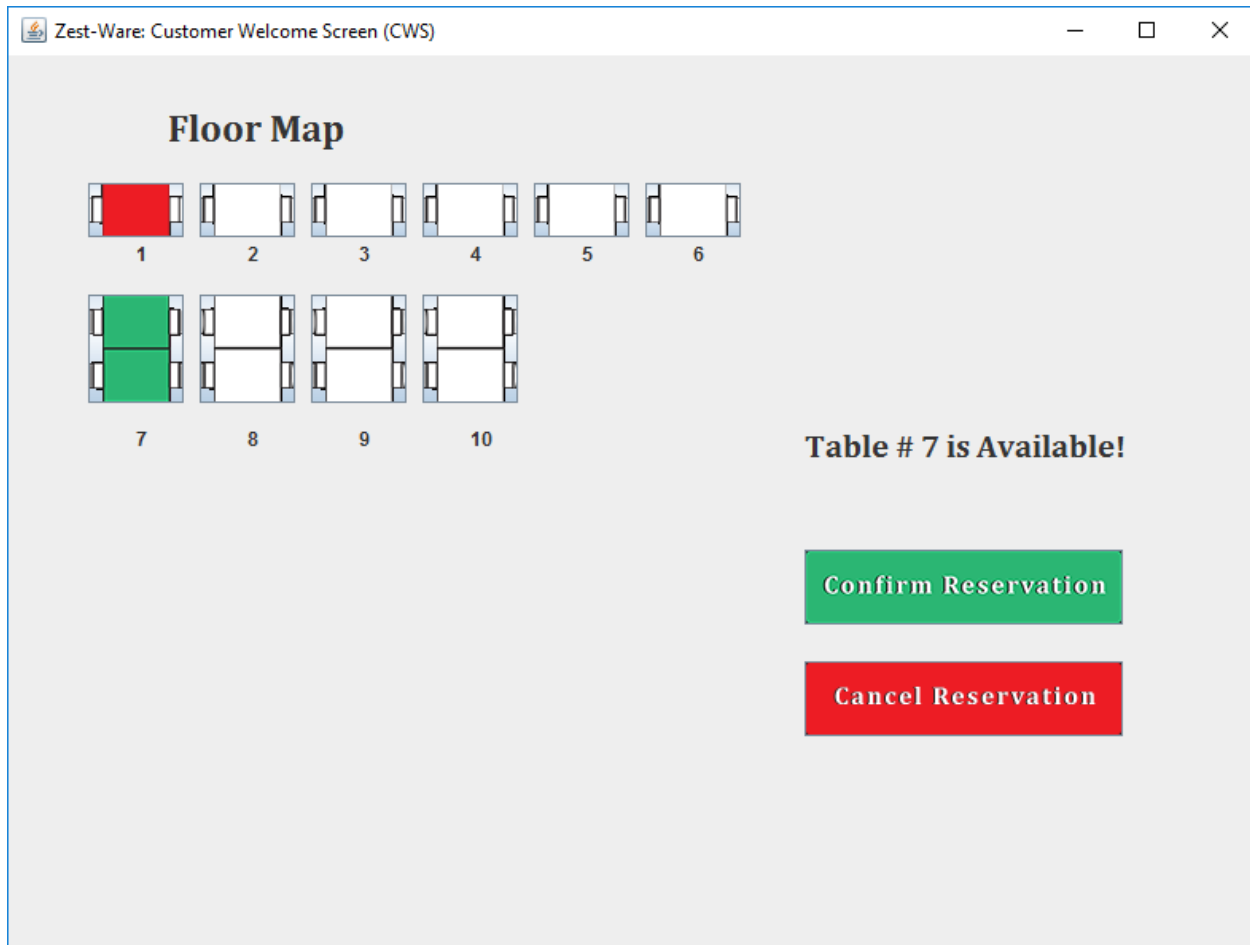 Zest-Ware: Customer Welcome Screen (CWS)
Floor Map
1 2 3 4 5 6
7 8 9 10
Table # 7 is Available!
Confirm Reservation
Cancel Reservation